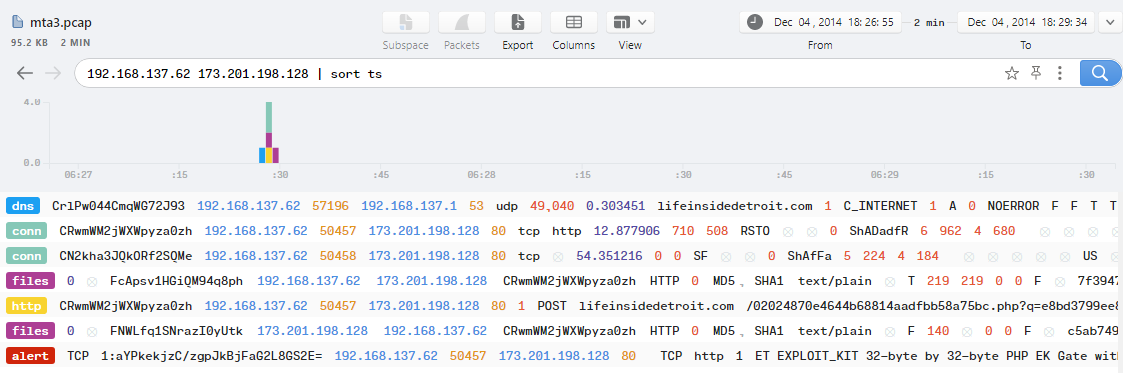 mta3.pcap
95.2 KB 2 MIN
Subspace Packets Export Columns View
Dec 04 , 2014 18 : 26 : 55 2 min Dec 04 , 2014 18 : 29 : 34
From To
192.168.137.62 173.201.198.128 | sort ts
4.0
0.0
06:27 :15 :30 :45 06:28 :15 :30 :45 06:29 :15 :30
dns CrlPw044CmqWG72J93 192.168.137.62 57196 192.168.137.1 53 udp 49,040 0.303451 lifeinsidedetroit.com 1 C_INTERNET 1 A 0 NOERROR F F T T
conn CRwmWM2jWXWpyza0zh 192.168.137.62 50457 173.201.198.128 80 tcp http 12.877906 710 508 RSTO 0 ShADadfR 6 962 4 680
conn CN2kha3JQkORf2SQMe 192.168.137.62 50458 173.201.198.128 80 tcp 54.351216 0 0 SF 0 ShAfFa 5 224 4 184 US
files 0 FcApsv1HGiQM94q8ph 192.168.137.62 173.201.198.128 CRwmWM2jWXWpyza0zh HTTP 0 MD5, SHA1 text/plain T 219 219 0 0 F 7f3947
http CRwmWM2jWXWpyza0zh 192.168.137.62 50457 173.201.198.128 80 1 POST lifeinsidedetroit.com /02024870e4644b68814aadfbb58a75bc.php?q=e8bd3799ee8
files 0 FNWLfq1SNrazI0yUtk 173.201.198.128 192.168.137.62 CRwmWM2jWXWpyza0zh HTTP 0 MD5, SHA1 text/plain F 140 0 0 F c5ab749
alert TCP 1:aYPkekjzC/zgpJkBjFaG2L8GS2E= 192.168.137.62 50457 173.201.198.128 80 TCP http 1 ET EXPLOIT_KIT 32-byte by 32-byte PHP EK Gate wit